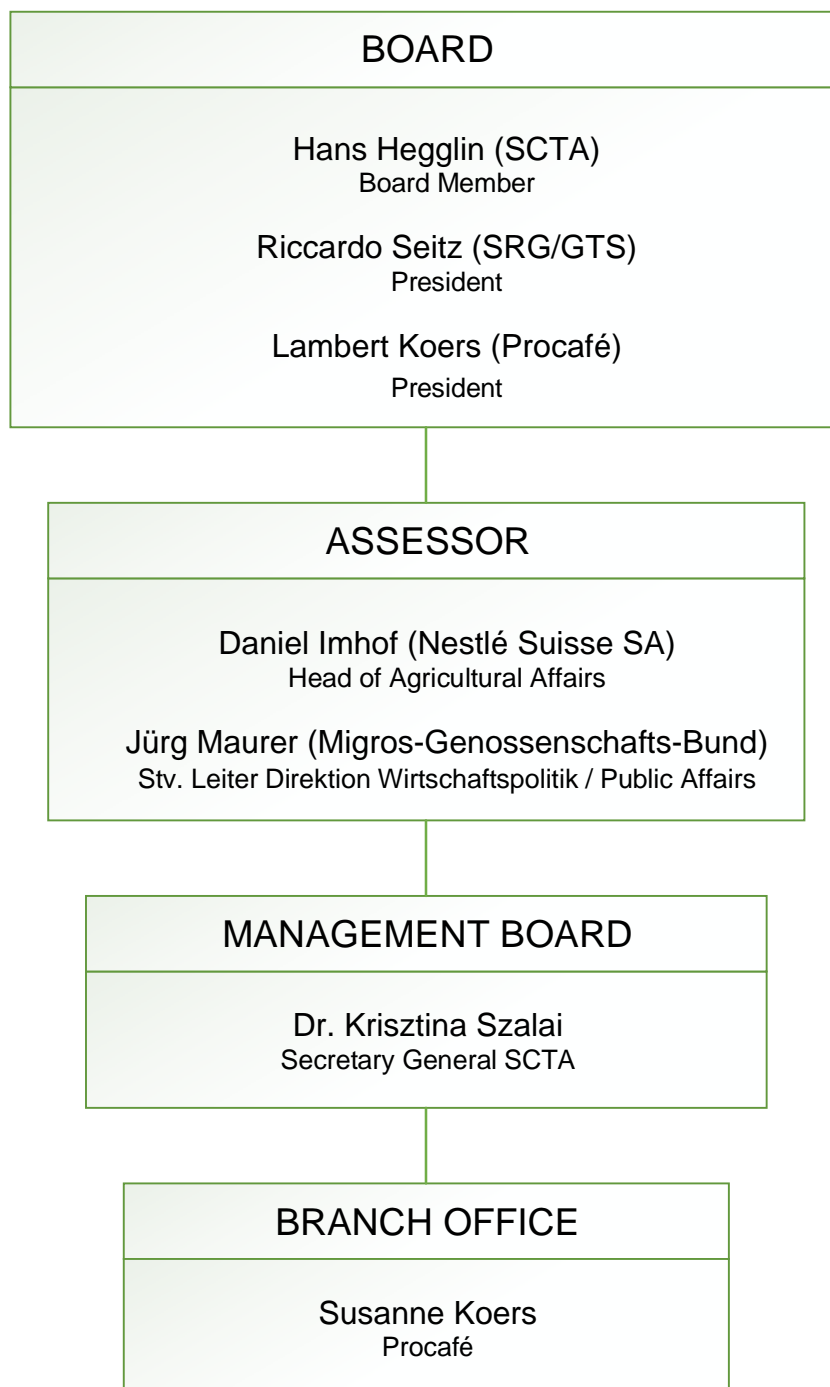 BOARD
Hans Hegglin (SCTA)
Board Member
Riccardo Seitz (SRG/GTS)
President
Lambert Koers (Procafé)
President
ASSESSOR
Daniel Imhof (Nestlé Suisse SA)
Head of Agricultural Affairs
Jürg Maurer (Migros-Genossenschafts-Bund)
Stv. Leiter Direktion Wirtschaftspolitik / Public Affairs
MANAGEMENT BOARD
Dr. Krisztina Szalai
Secretary General SCTA
BRANCH OFFICE
Susanne Koers
Procafé